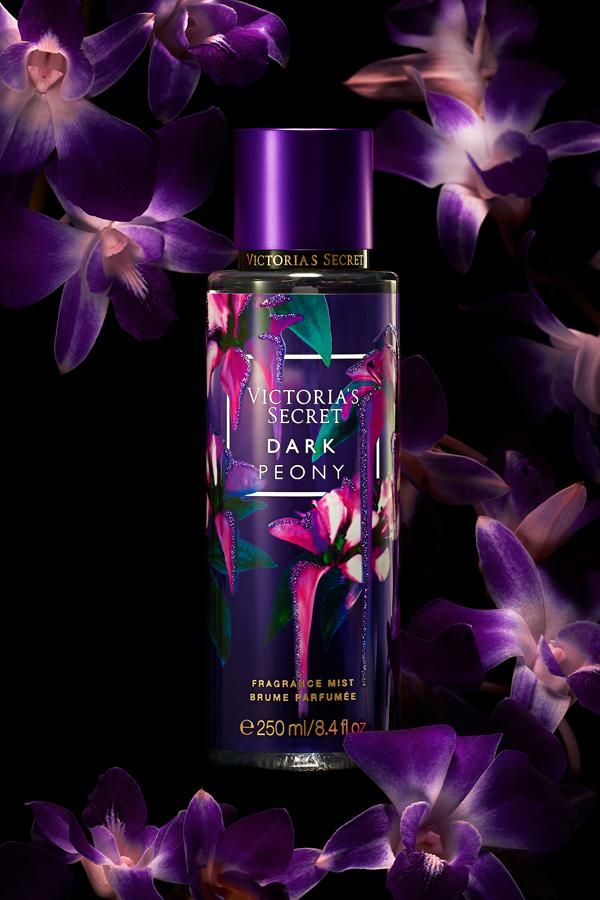 VICTORIA'S SECRET
VICTORIA'S
SECRET
DARK
PEONY
FRAGRANCE MIST
BRUME PARFUMÉE
℮ 250 ml/8.4 fl oz